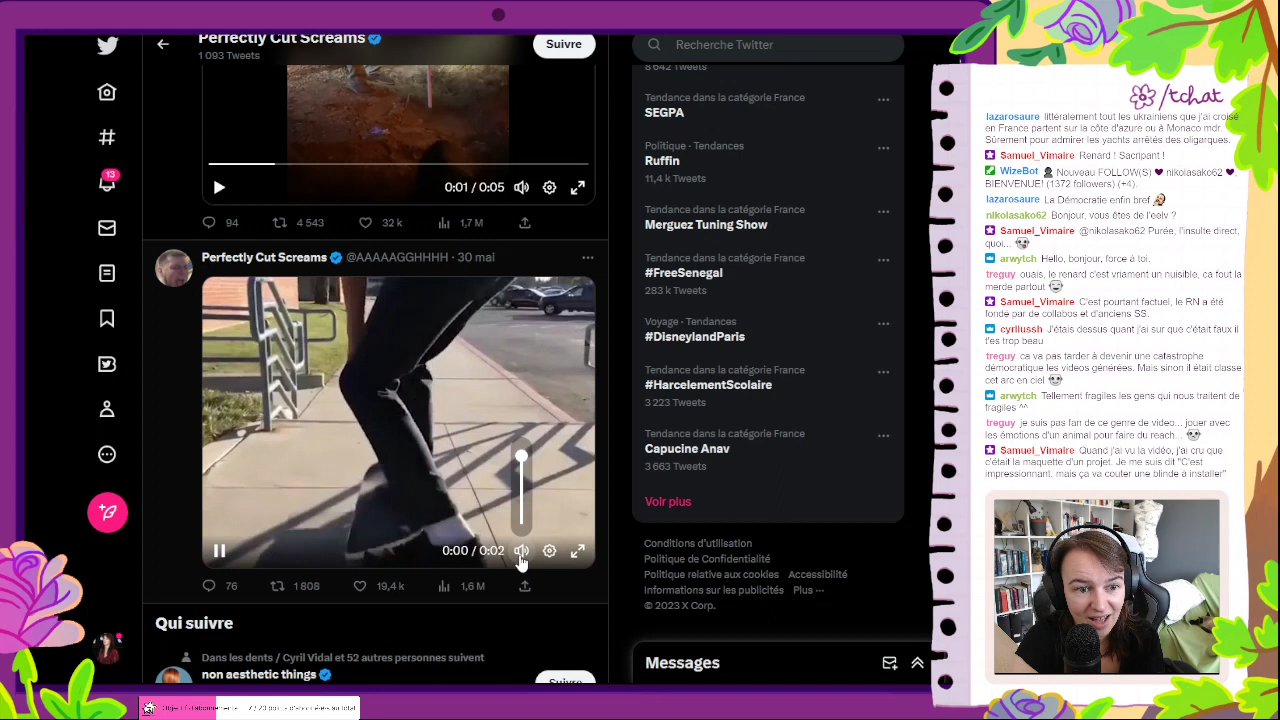 Perfectly Cut Screams
1 093 Tweets
Suivre
Recherche Twitter
8 642 Tweets
Tendance dans la catégorie France
SEGPA
Politique · Tendances
Ruffin
11,4 k Tweets
Tendance dans la catégorie France
Merguez Tuning Show
Tendance dans la catégorie France
#FreeSenegal
283 k Tweets
Voyage · Tendances
#DisneylandParis
Tendance dans la catégorie France
#HarcelementScolaire
3 223 Tweets
Tendance dans la catégorie France
Capucine Anav
3 663 Tweets
Voir plus
Conditions d'utilisation
Politique de Confidentialité
Politique relative aux cookies Accessibilité
Informations sur les publicités Plus ···
© 2023 X Corp.
Messages
13
0:01 / 0:05
94 4 543 32 k 1,7 M
Perfectly Cut Screams @AAAAAGGHHHH · 30 mai
0:00 / 0:02
76 1 808 19,4 k 1,6 M
Qui suivre
Dans les dents / Cyril Vidal et 52 autres personnes suivent
non aesthetic things
Suivre
/tchat
lazarosaure littéralement tout les ukrainiens que j'ai croisé
en France partent sur la côte d'azure ou à Monaco mdr.
Sûrement pour admirer les yachts arrêtés des oligarques.
Samuel_Vimaire Renard ! Sacripant !
WizeBot Nouveau FOLLOW(S) ♥ nikolasako62 ♥,
BIENVENUE! (1372 followers) (+4).
lazarosaure La Démocratie enfin bref
nikolasako62 Bonjour, vous êtes de l'eelv ?
Samuel_Vimaire @nikolasako62 Purée, l'insulte direct,
quoi...
arwytch Hello, bonjour, force à toi.
treguy ouais, le renard c'est vriament un nuisible, ca fout la
merde partout
Samuel_Vimaire C'est pourtant factuel, le RN a été
fondé par de collabos et d'anciens SS.
cyrllussh J'étais dessus quant j'ai sur que c'était faux il
t'es trop beau
treguy ca va pas tarder à devenir une catastrophe
démocratique les vidéos générées. Mais sinon il était classe
cet arc en ciel
arwytch Tellement fragiles les gens qui nous traitent de
fragiles ^^
treguy je suis pas fan de ce genre de video... jouer avec
les émotions d'un animal pour faire du reach...
Samuel_Vimaire Quand j'ai vu la vidéo, j'ai cru que
c'était la maquette d'un projet. Je me suis dit "C'est
impressionnant, mais ça va couter une blinde à installer"